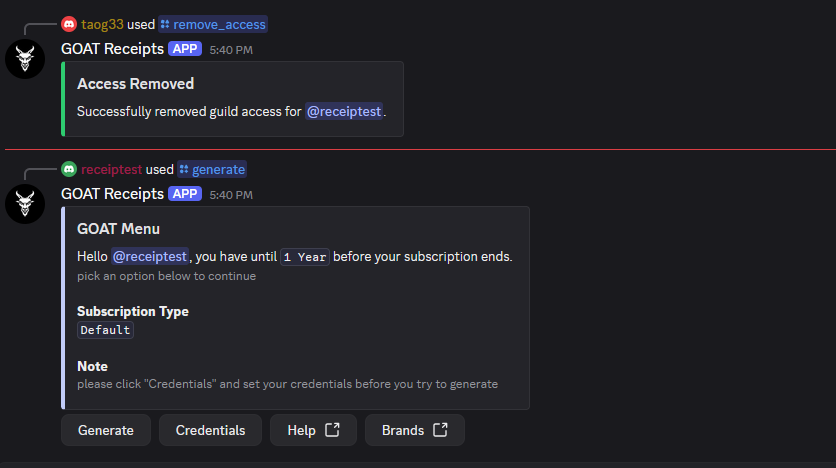 taog33 used remove_access
GOAT Receipts APP 5:40 PM
Access Removed
Successfully removed guild access for @receiptest.
receiptest used generate
GOAT Receipts APP 5:40 PM
GOAT Menu
Hello @receiptest, you have until 1 Year before your subscription ends.
pick an option below to continue
Subscription Type
Default
Note
please click "Credentials" and set your credentials before you try to generate
Generate Credentials Help Brands